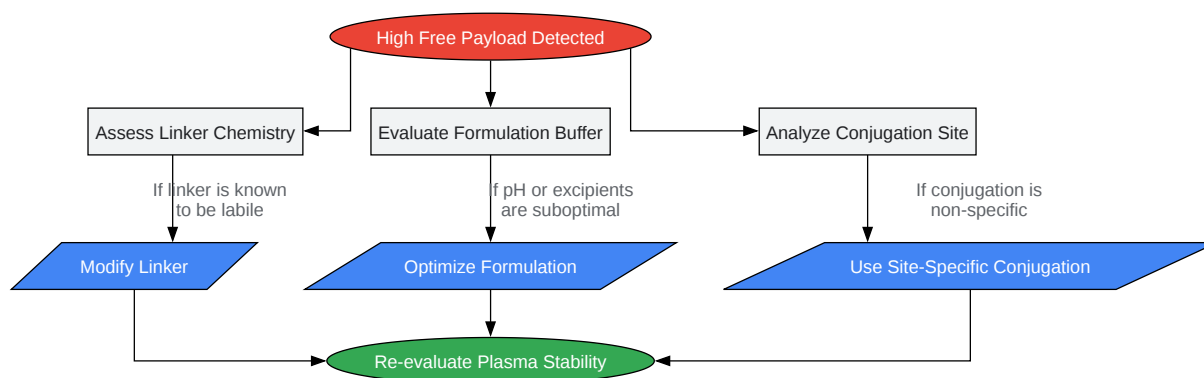 High Free Payload Detected
Assess Linker Chemistry
Evaluate Formulation Buffer
Analyze Conjugation Site
If linker is known
to be labile
If pH or excipients
are suboptimal
If conjugation is
non-specific
Modify Linker
Optimize Formulation
Use Site-Specific Conjugation
Re-evaluate Plasma Stability